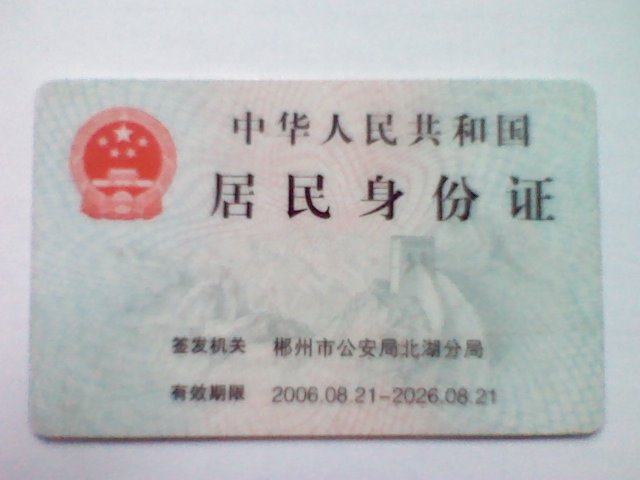 中华人民共和国
居民身份证
签发机关 郴州市公安局北湖分局
有效期限 2006.08.21-2026.08.21